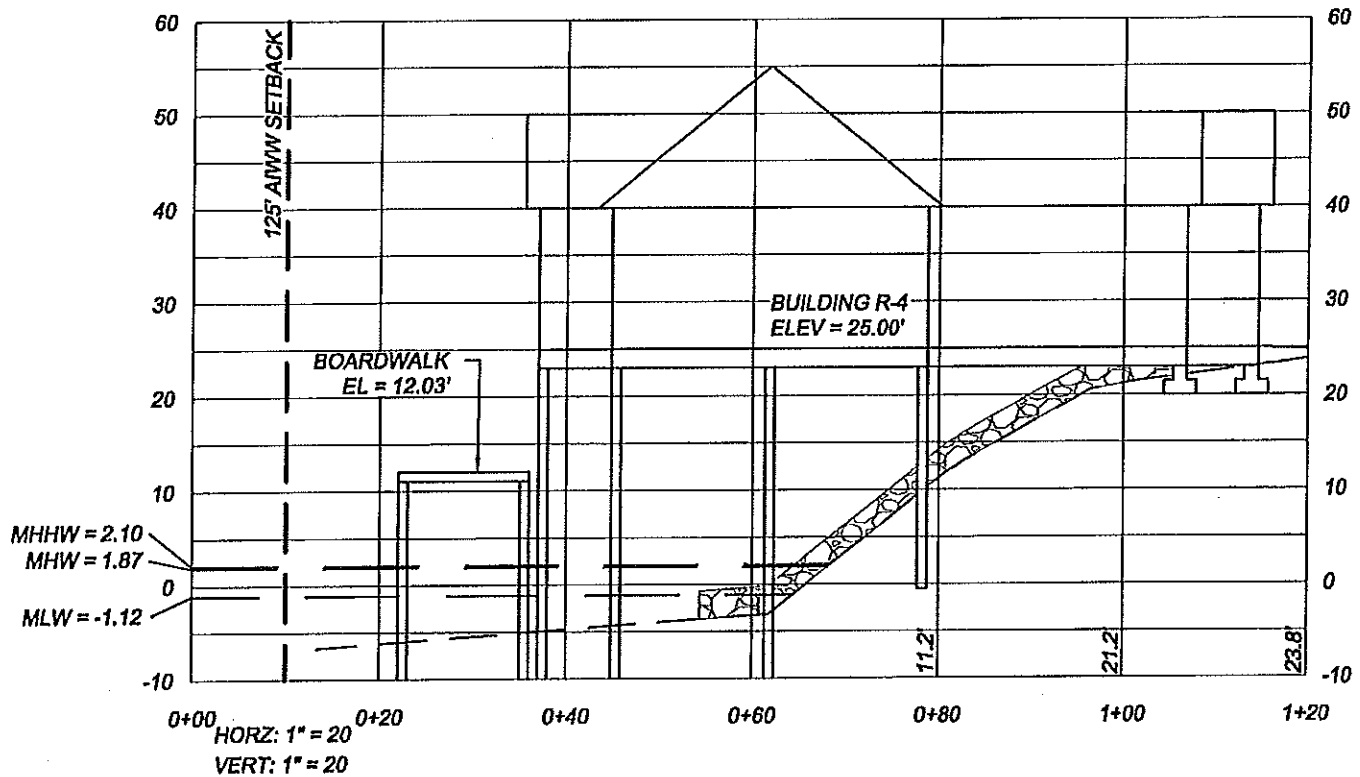 60
50
40
30
20
10
0
-10
60
50
40
30
20
10
0
-10
125' AIWW SETBACK
BUILDING R-4
ELEV = 25.00'
BOARDWALK
EL = 12.03'
MHHW = 2.10
MHW = 1.87
MLW = -1.12
11.2'
21.2'
23.8'
0+00
0+20
0+40
0+60
0+80
1+00
1+20
HORZ: 1" = 20
VERT: 1" = 20